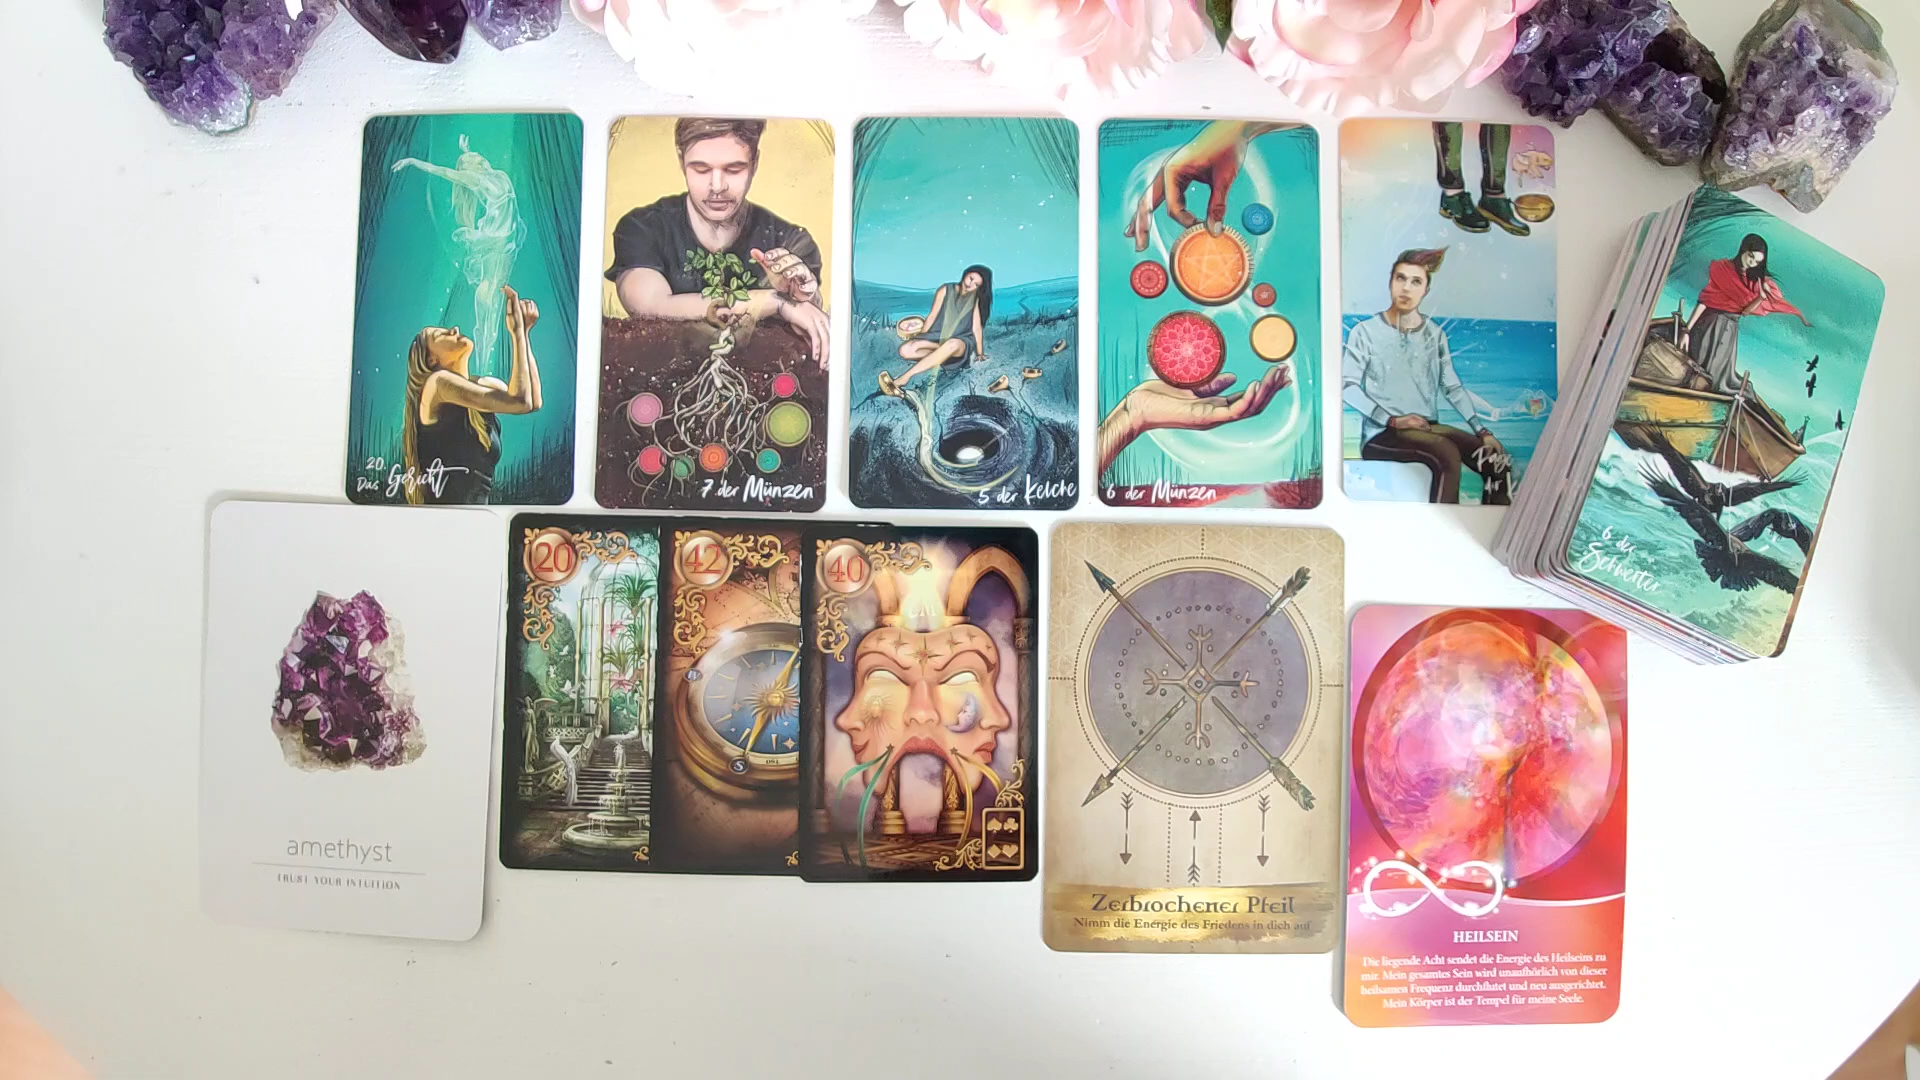 20.
Das Gericht
7 der Münzen
5 der Kelche
6 der Münzen
Page
der K
6 der
Schwerter
amethyst
TRUST YOUR INTUITION
20
42
W
S
40
Zerbrochener Pfeil
Nimm die Energie des Friedens in dich auf
HEILSEIN
Die liegende Acht sendet die Energie des Heilseins zu
mir. Mein gesamtes Sein wird unaufhörlich von dieser
heilsamen Frequenz durchflutet und neu ausgerichtet.
Mein Körper ist der Tempel für meine Seele.